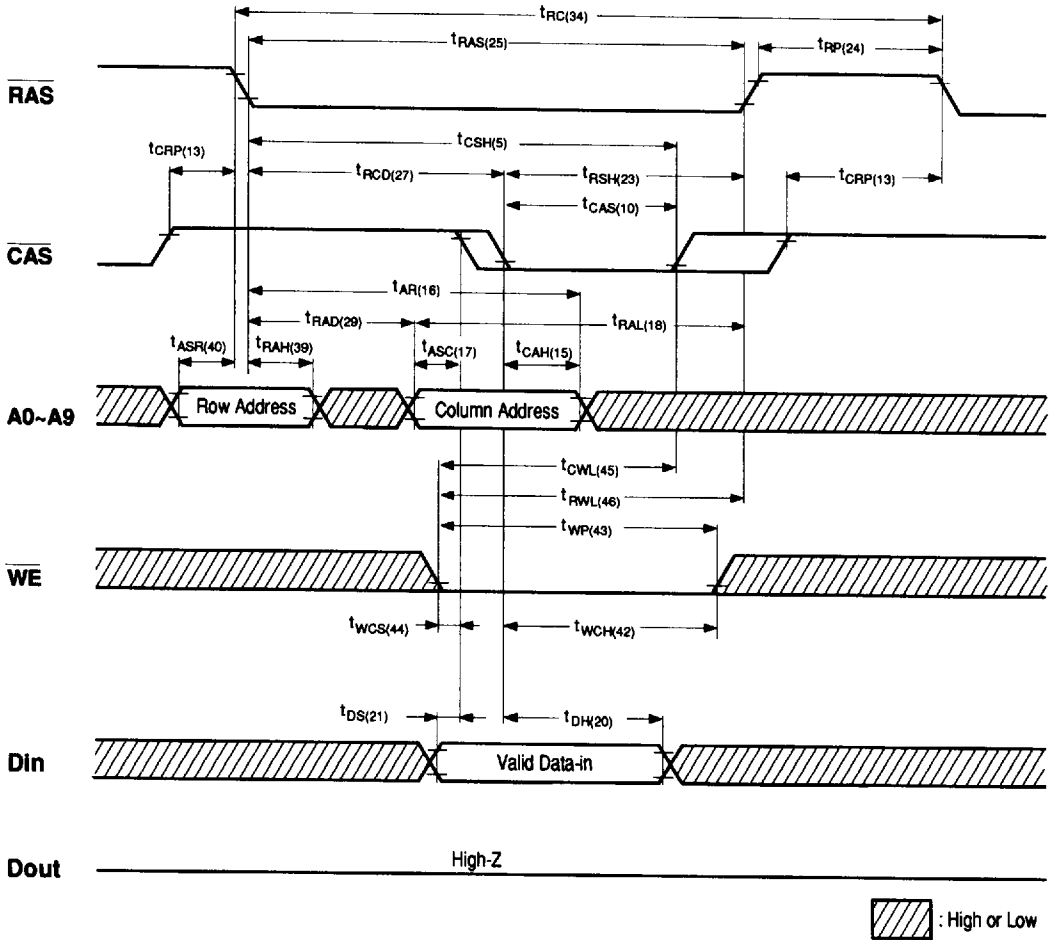 tRC(34)
tRAS(25)
tRP(24)
RAS
tCSH(5)
tCRP(13)
tRCD(27)
tRSH(23)
tCRP(13)
tCAS(10)
CAS
tAR(16)
tRAD(29)
tRAL(18)
tASR(40)
tRAH(39)
tASC(17)
tCAH(15)
A0~A9
Row Address
Column Address
tCWL(45)
tRWL(46)
tWP(43)
WE
tWCS(44)
tWCH(42)
tDS(21)
tDH(20)
Din
Valid Data-in
High-Z
Dout
: High or Low